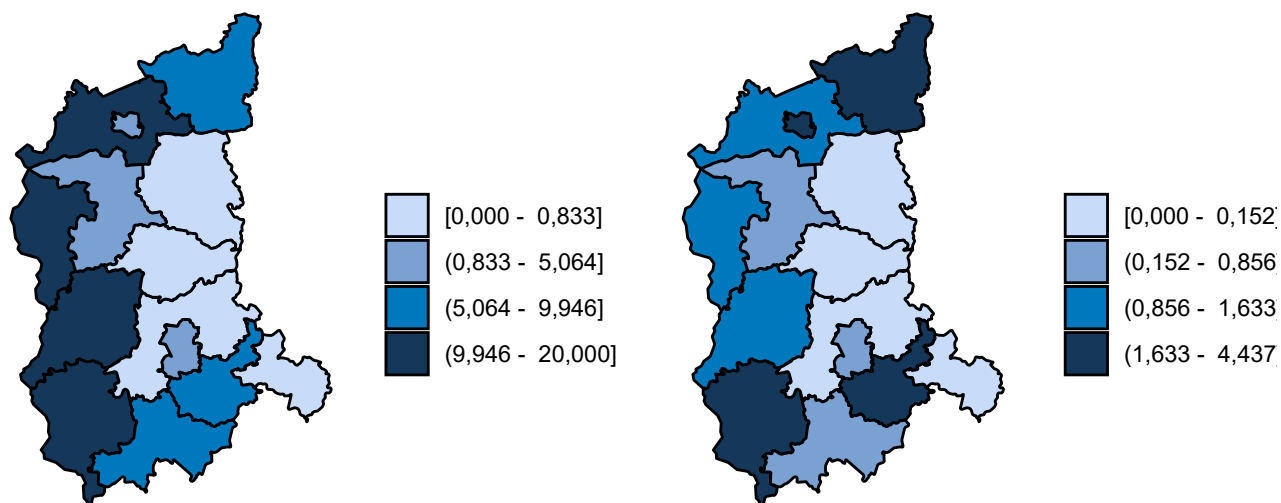 [0,000 - 0,833]
(0,833 - 5,064]
(5,064 - 9,946]
(9,946 - 20,000]
[0,000 - 0,152]
(0,152 - 0,856]
(0,856 - 1,633]
(1,633 - 4,437]